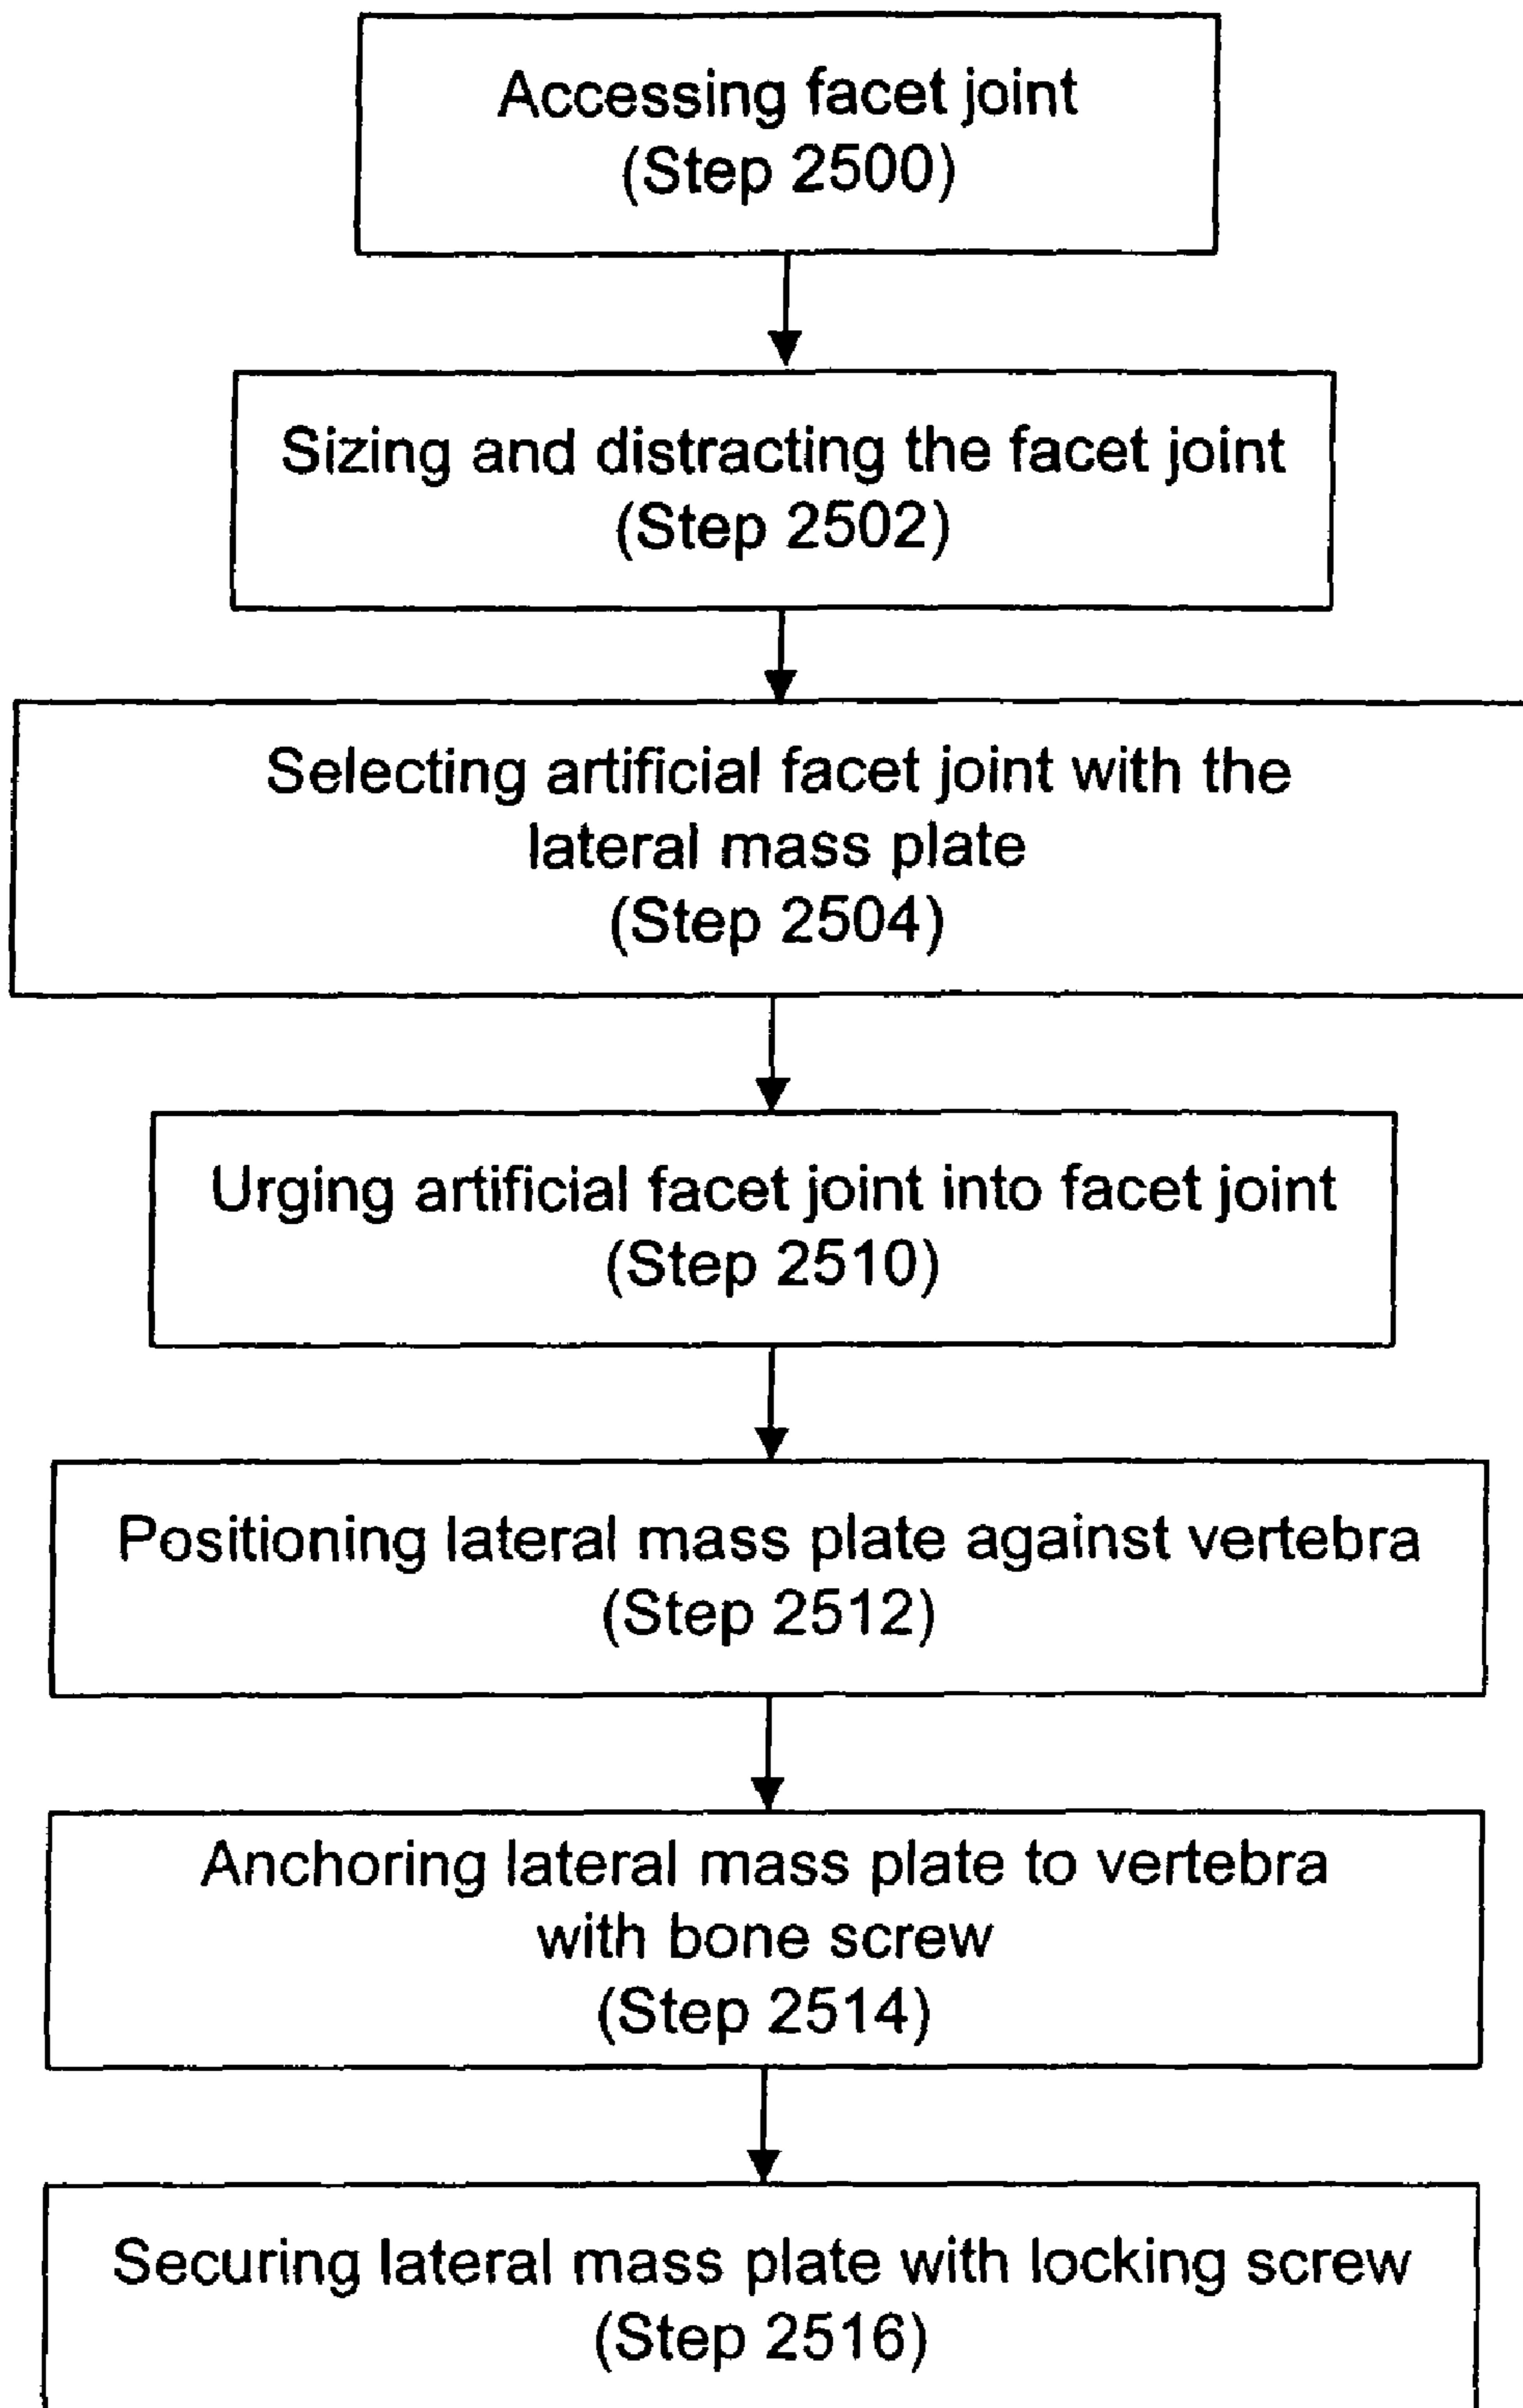 Accessing facet joint
(Step 2500)
Sizing and distracting the facet joint
(Step 2502)
Selecting artificial facet joint with the
lateral mass plate
(Step 2504)
Urging artificial facet joint into facet joint
(Step 2510)
Positioning lateral mass plate against vertebra
(Step 2512)
Anchoring lateral mass plate to vertebra
with bone screw
(Step 2514)
Securing lateral mass plate with locking screw
(Step 2516)